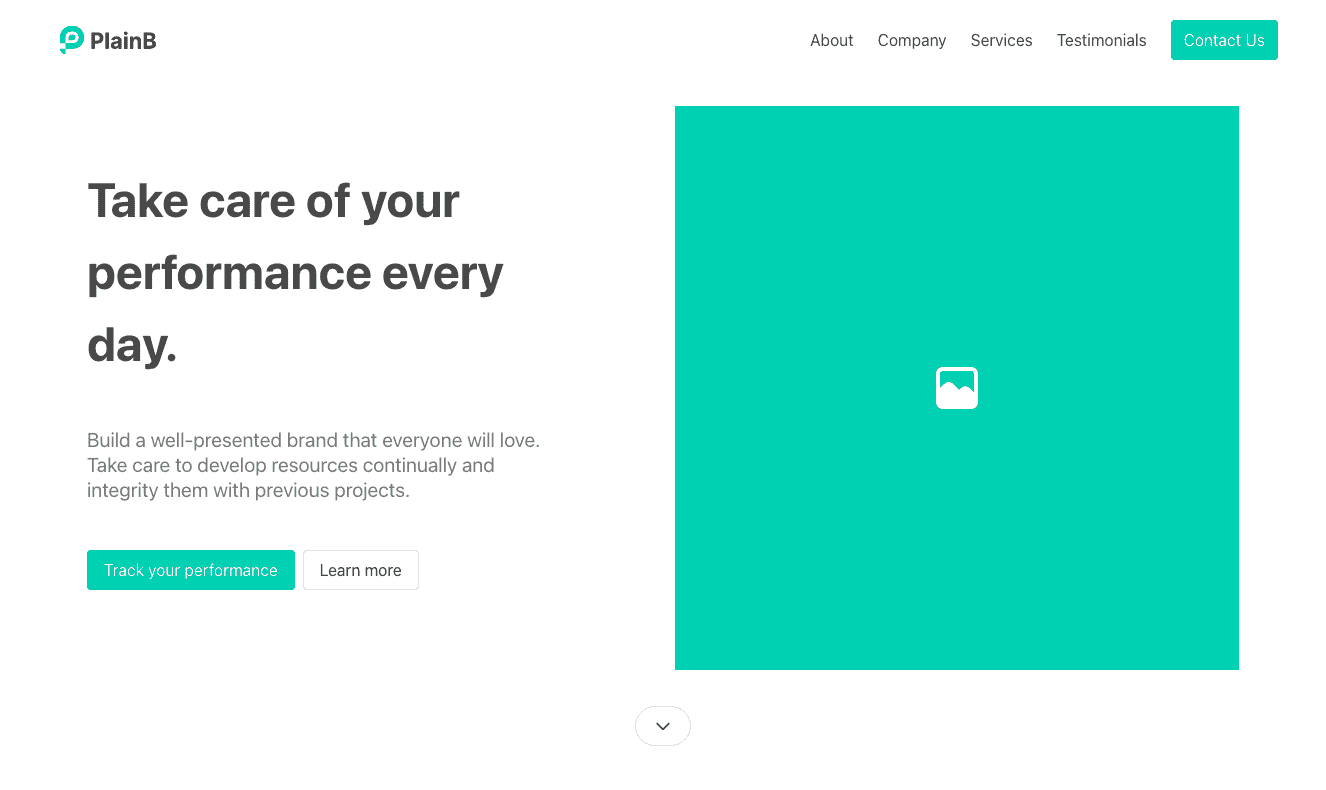 PlainB
About
Company
Services
Testimonials
Contact Us
Take care of your
performance every
day.
Build a well-presented brand that everyone will love.
Take care to develop resources continually and
integrity them with previous projects.
Track your performance
Learn more